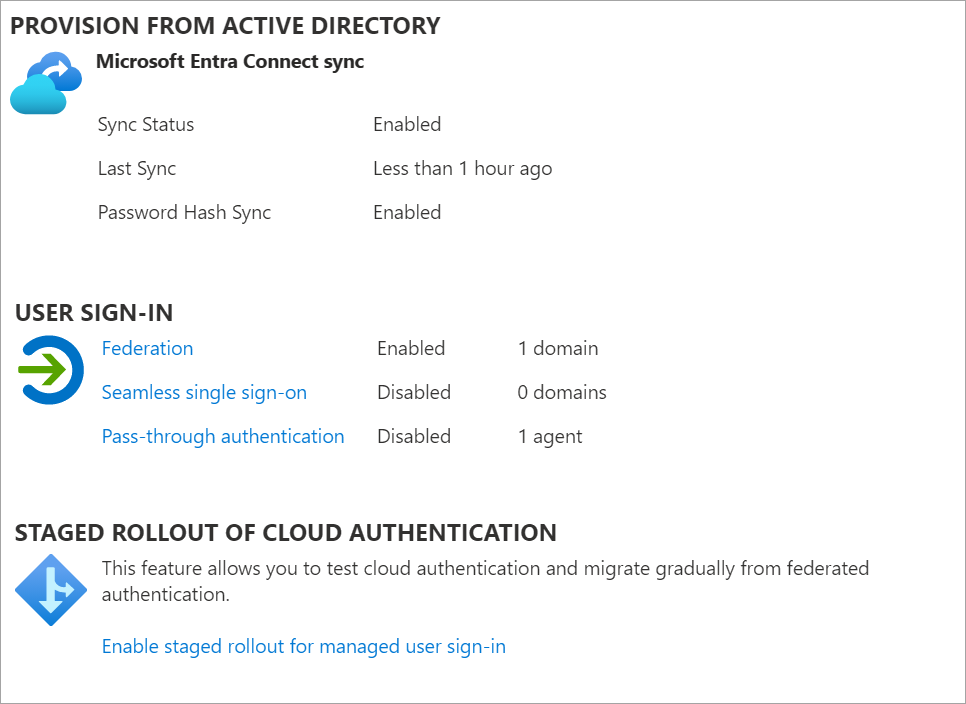 PROVISION FROM ACTIVE DIRECTORY
Microsoft Entra Connect sync
Sync Status Enabled
Last Sync Less than 1 hour ago
Password Hash Sync Enabled
USER SIGN-IN
Federation Enabled 1 domain
Seamless single sign-on Disabled 0 domains
Pass-through authentication Disabled 1 agent
STAGED ROLLOUT OF CLOUD AUTHENTICATION
This feature allows you to test cloud authentication and migrate gradually from federated
authentication.
Enable staged rollout for managed user sign-in